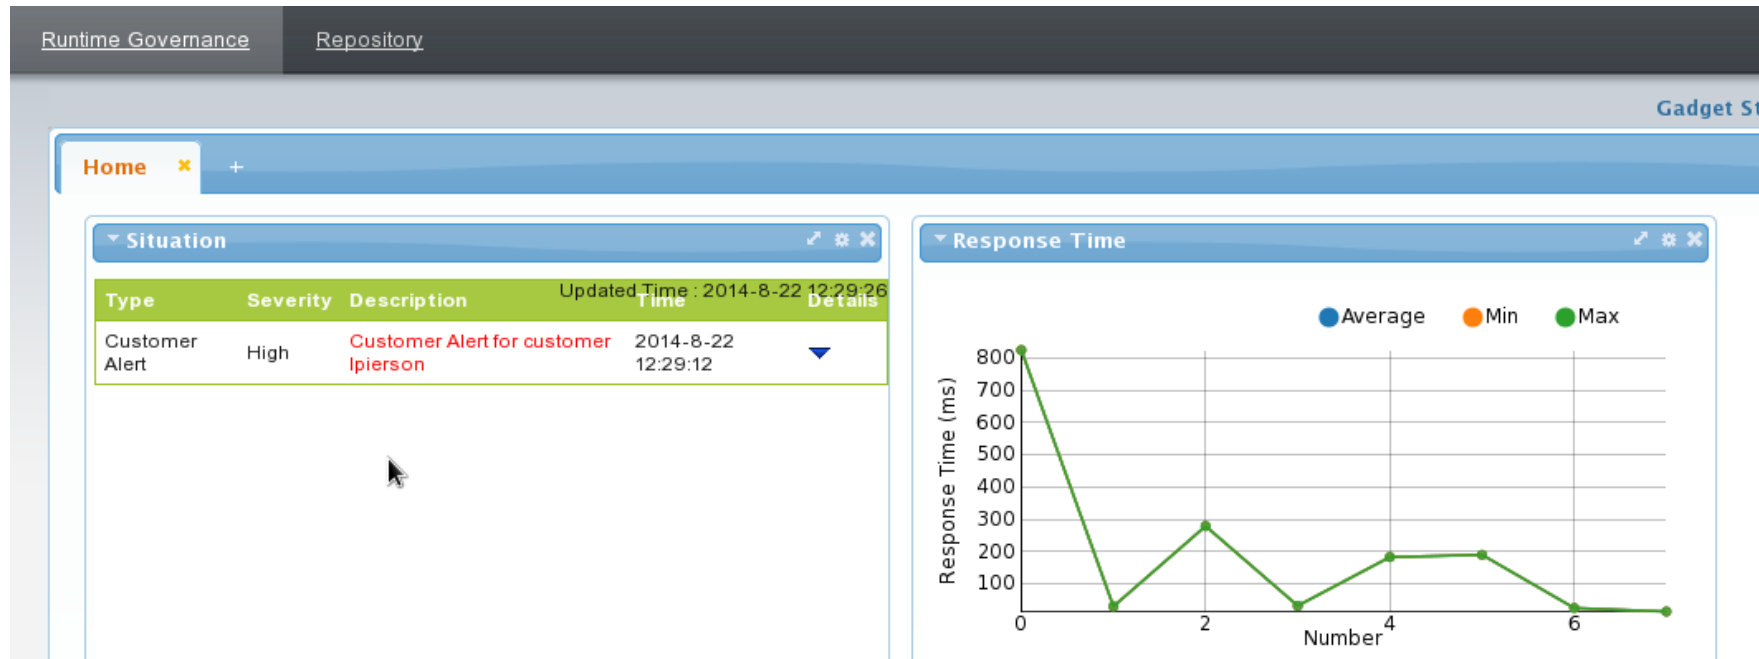 Runtime Governance Repository
Gadget St
Home +
Situation
Updated Time : 2014-8-22 12:29:26
Type Severity Description Time Details
Customer Alert for customer 2014-8-22
Customer
Alert
High
lpierson 12:29:12
Response Time
Average Min Max
Response Time (ms)
800
700
600
500
400
300
200
100
0 2 4 6
Number